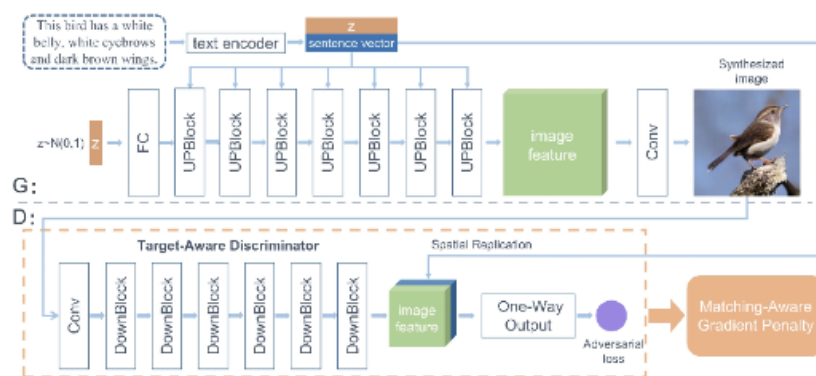 This bird has a white
belly, white eyebrows
and dark brown wings.
text encoder
z
sentence vector
Synthesized
image
z~N(0,1)
z
FC
UPBlock
UPBlock
UPBlock
UPBlock
UPBlock
UPBlock
UPBlock
image
feature
Conv
G:
D:
Target-Aware Discriminator
Spatial Replication
Conv
DownBlock
DownBlock
DownBlock
DownBlock
DownBlock
DownBlock
image
feature
One-Way
Output
Adversarial
loss
Matching-Aware
Gradient Penalty